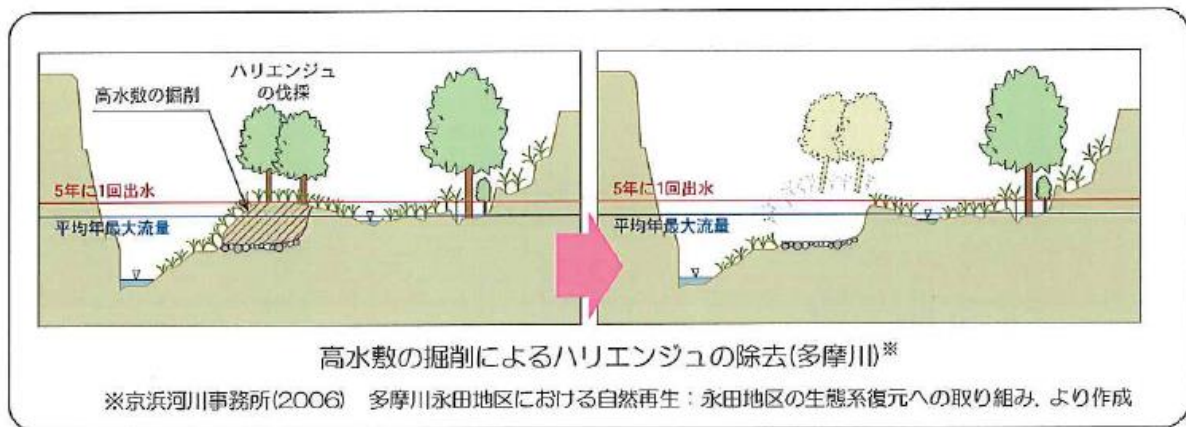 ハリエンジュ
の伐採
高水敷の掘削
5年に1回出水
平均年最大流量
5年に1回出水
平均年最大流量
高水敷の掘削によるハリエンジュの除去(多摩川)※
※京浜河川事務所(2006) 多摩川永田地区における自然再生:永田地区の生態系復元への取り組み, より作成